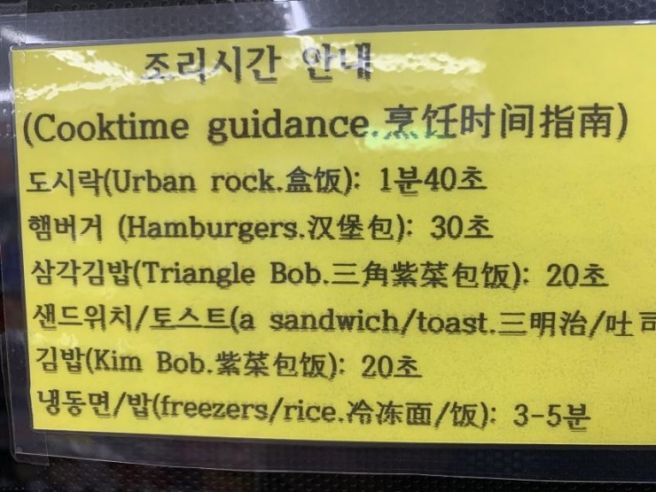 조리시간 안내
(Cooktime guidance.烹饪时间指南)
도시락(Urban rock.盒饭): 1분40초
햄버거 (Hamburgers.汉堡包): 30초
삼각김밥(Triangle Bob.三角紫菜包饭): 20초
샌드위치/토스트(a sandwich/toast.三明治/吐司
김밥(Kim Bob.紫菜包饭): 20초
냉동면/밥(freezers/rice.冷冻面/饭): 3-5분